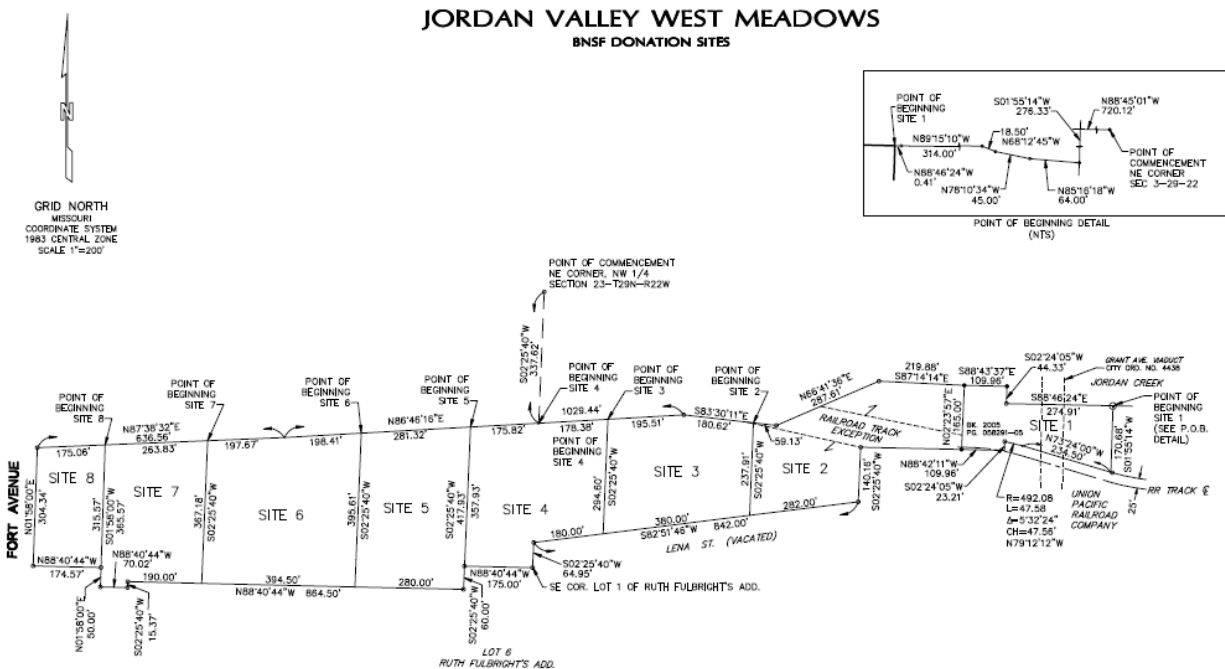 JORDAN VALLEY WEST MEADOWS
BNSF DONATION SITES
N
GRID NORTH
MISSOURI
COORDINATE SYSTEM
1983 CENTRAL ZONE
SCALE 1"=200'
POINT OF
BEGINNING
SITE 1
S01°55'14"W
276.33'
N88°45'01"W
720.12'
N89°15'10"W
314.00'
18.50'
N68°12'45"W
POINT OF
COMMENCEMENT
NE CORNER
SEC 3-29-22
N88°46'24"W
0.41'
N78°10'34"W
45.00'
N85°16'18"W
64.00'
POINT OF BEGINNING DETAIL
(NTS)
POINT OF COMMENCEMENT
NE CORNER, NW 1/4
SECTION 23-T29N-R22W
S02°25'40"W
337.62'
POINT OF
BEGINNING
SITE 8
POINT OF
BEGINNING
SITE 7
POINT OF
BEGINNING
SITE 6
POINT OF
BEGINNING
SITE 5
POINT OF
BEGINNING
SITE 4
POINT OF
BEGINNING
SITE 3
POINT OF
BEGINNING
SITE 2
N87°38'32"E
636.56'
175.06'
263.83'
197.67'
198.41'
N86°46'16"E
281.32'
175.82'
1029.44'
178.38'
195.51'
S83°30'11"E
180.62'
59.13'
N66°41'36"E
287.61'
219.88'
S87°14'14"E
S88°43'37"E
109.96'
S02°24'05"W
44.33'
GRANT AVE. VIADUCT
CITY ORD. NO. 4438
JORDAN CREEK
S88°46'24"E
274.91'
POINT OF
BEGINNING
SITE 1
(SEE P.O.B.
DETAIL)
SITE 1
N73°24'00"W
234.50'
170.68'
S01°55'14"W
RR TRACK ℄
25'
UNION
PACIFIC
RAILROAD
COMPANY
R=492.08
L=47.58
Δ=5°32'24"
CH=47.56'
N79°12'12"W
N02°23'57"E
165.00'
BK. 2005
PG. 058291-05
RAILROAD TRACK
EXCEPTION
N88°42'11"W
109.96'
S02°24'05"W
23.21'
POINT OF
BEGINNING
SITE 4
FORT AVENUE
N01°58'00"E
304.34'
SITE 8
315.57'
S01°58'00"W
365.57'
SITE 7
367.18'
S02°25'40"W
SITE 6
395.61'
S02°25'40"W
SITE 5
S02°25'40"W
417.93'
357.93'
SITE 4
294.60'
S02°25'40"W
SITE 3
237.91'
S02°25'40"W
SITE 2
140.16'
S02°25'40"W
180.00'
380.00'
S82°51'46"W
842.00'
282.00'
LENA ST. (VACATED)
N88°40'44"W
174.57'
N88°40'44"W
70.02'
190.00'
394.50'
N88°40'44"W
864.50'
280.00'
N88°40'44"W
175.00'
S02°25'40"W
64.95'
SE COR. LOT 1 OF RUTH FULBRIGHT'S ADD.
N01°58'00"E
50.00'
S02°25'40"W
15.37'
S02°25'40"W
60.00'
LOT 6
RUTH FULBRIGHT'S ADD.